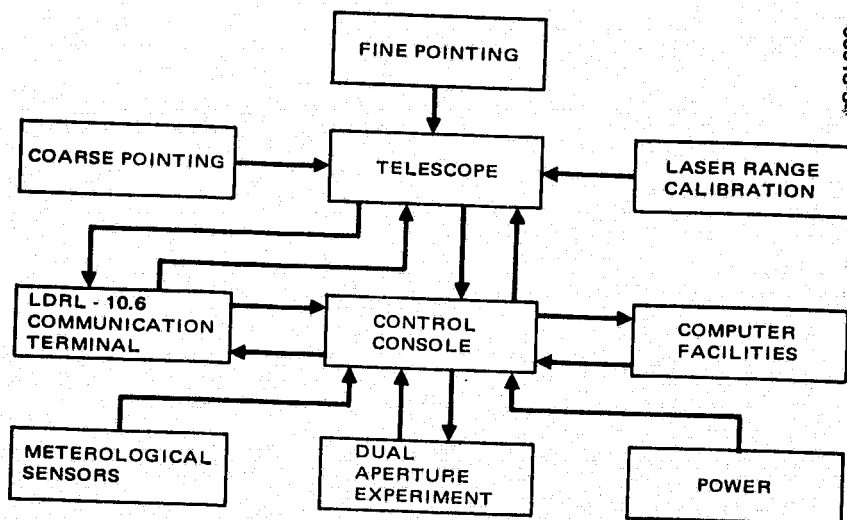 FINE POINTING
COARSE POINTING
TELESCOPE
LASER RANGE
CALIBRATION
LDRL - 10.6
COMMUNICATION
TERMINAL
CONTROL
CONSOLE
COMPUTER
FACILITIES
METEROLOGICAL
SENSORS
DUAL
APERTURE
EXPERIMENT
POWER